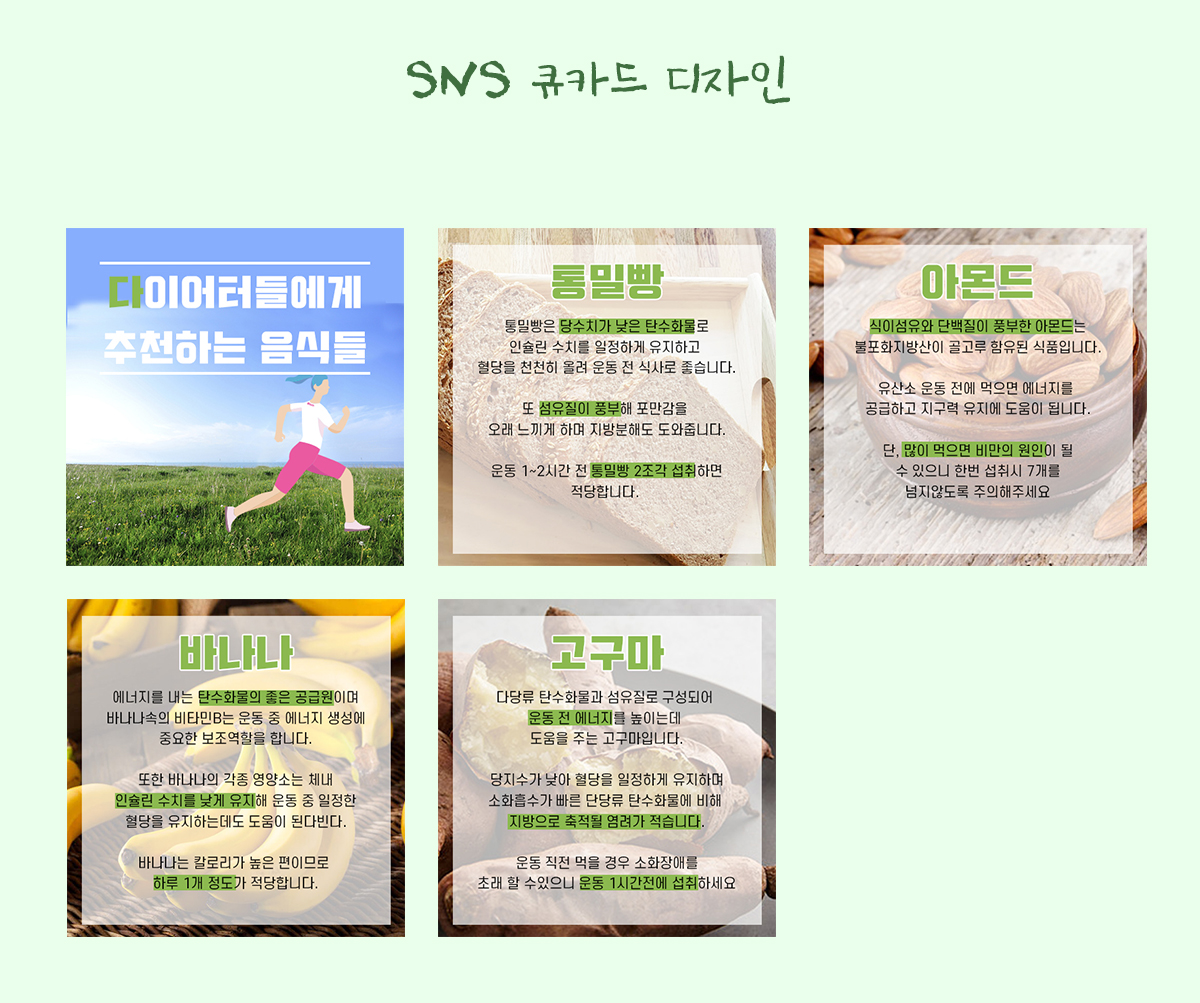 SNS 큐카드 디자인
다이어터들에게
추천하는 음식들
통밀빵
통밀빵은 당수치가 낮은 탄수화물로
인슐린 수치를 일정하게 유지하고
혈당을 천천히 올려 운동 전 식사로 좋습니다.
또 섬유질이 풍부해 포만감을
오래 느끼게 하며 지방분해도 도와줍니다.
운동 1~2시간 전 통밀빵 2조각 섭취하면
적당합니다.
아몬드
식이섬유와 단백질이 풍부한 아몬드는
불포화지방산이 골고루 함유된 식품입니다.
유산소 운동 전에 먹으면 에너지를
공급하고 지구력 유지에 도움이 됩니다.
단, 많이 먹으면 비만의 원인이 될
수 있으니 한번 섭취시 7개를
넘지않도록 주의해주세요
바나나
에너지를 내는 탄수화물의 좋은 공급원이며
바나나속의 비타민B는 운동 중 에너지 생성에
중요한 보조역할을 합니다.
또한 바나나의 각종 영양소는 체내
인슐린 수치를 낮게 유지해 운동 중 일정한
혈당을 유지하는데도 도움이 된다빈다.
바나나는 칼로리가 높은 편이므로
하루 1개 정도가 적당합니다.
고구마
다당류 탄수화물과 섬유질로 구성되어
운동 전 에너지를 높이는데
도움을 주는 고구마입니다.
당지수가 낮아 혈당을 일정하게 유지하며
소화흡수가 빠른 단당류 탄수화물에 비해
지방으로 축적될 염려가 적습니다.
운동 직전 먹을 경우 소화장애를
초래 할 수있으니 운동 1시간전에 섭취하세요